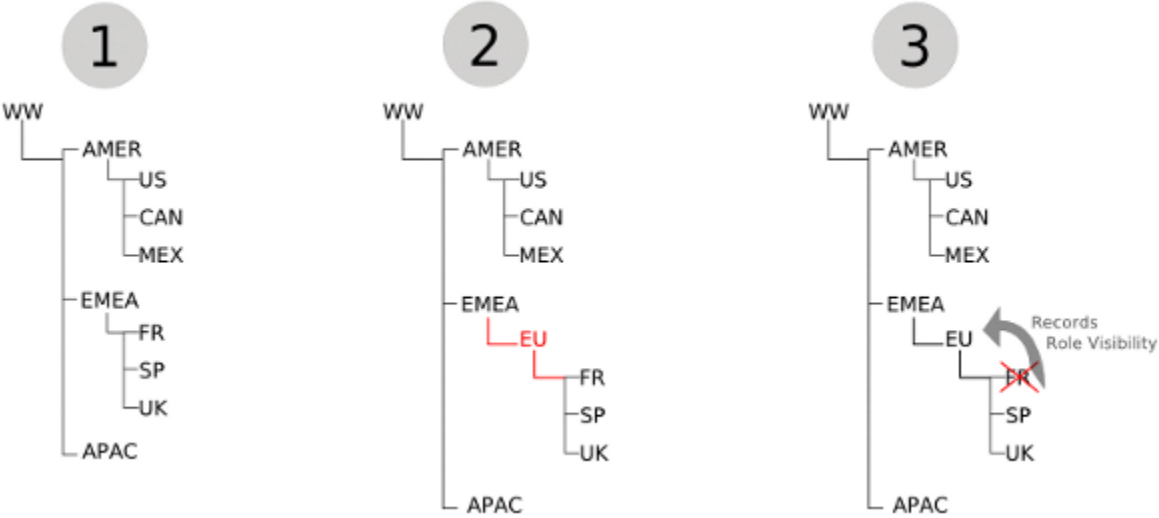 1
WW
AMER
US
CAN
MEX
EMEA
FR
SP
UK
APAC
2
WW
AMER
US
CAN
MEX
EMEA
EU
FR
SP
UK
APAC
3
WW
AMER
US
CAN
MEX
EMEA
EU
Records
Role Visibility
FR
SP
UK
APAC